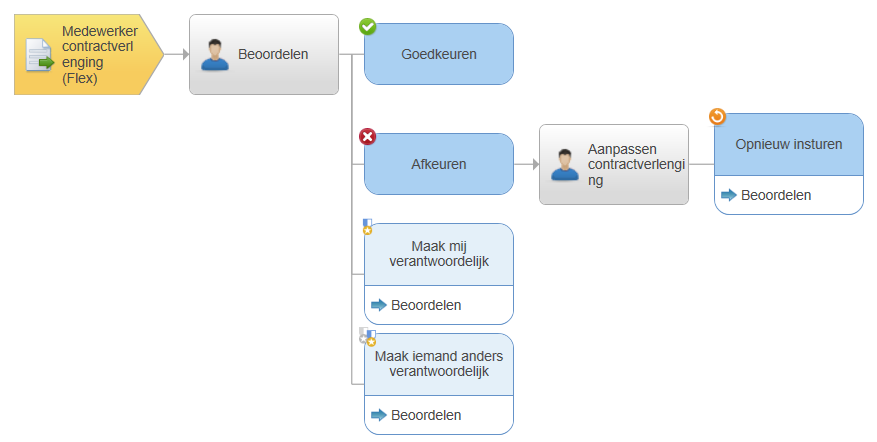 Medewerker
contractverl
enging
(Flex)
Beoordelen
Goedkeuren
Afkeuren
Aanpassen
contractverlengi
ng
Opnieuw insturen
Beoordelen
Maak mij
verantwoordelijk
Beoordelen
Maak iemand anders
verantwoordelijk
Beoordelen